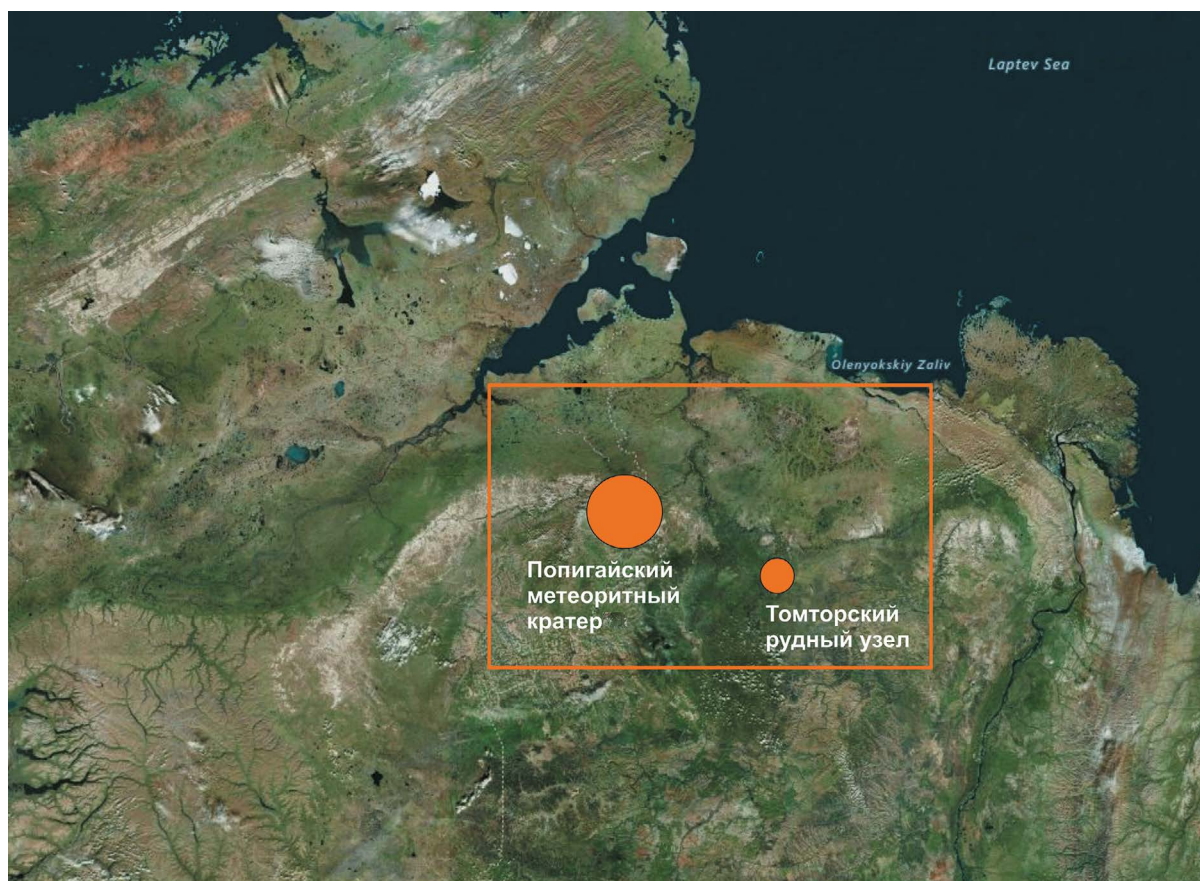 Laptev Sea
Olenyokskiy Zaliv
Попигайский
метеоритный
кратер
Томторский
рудный узел